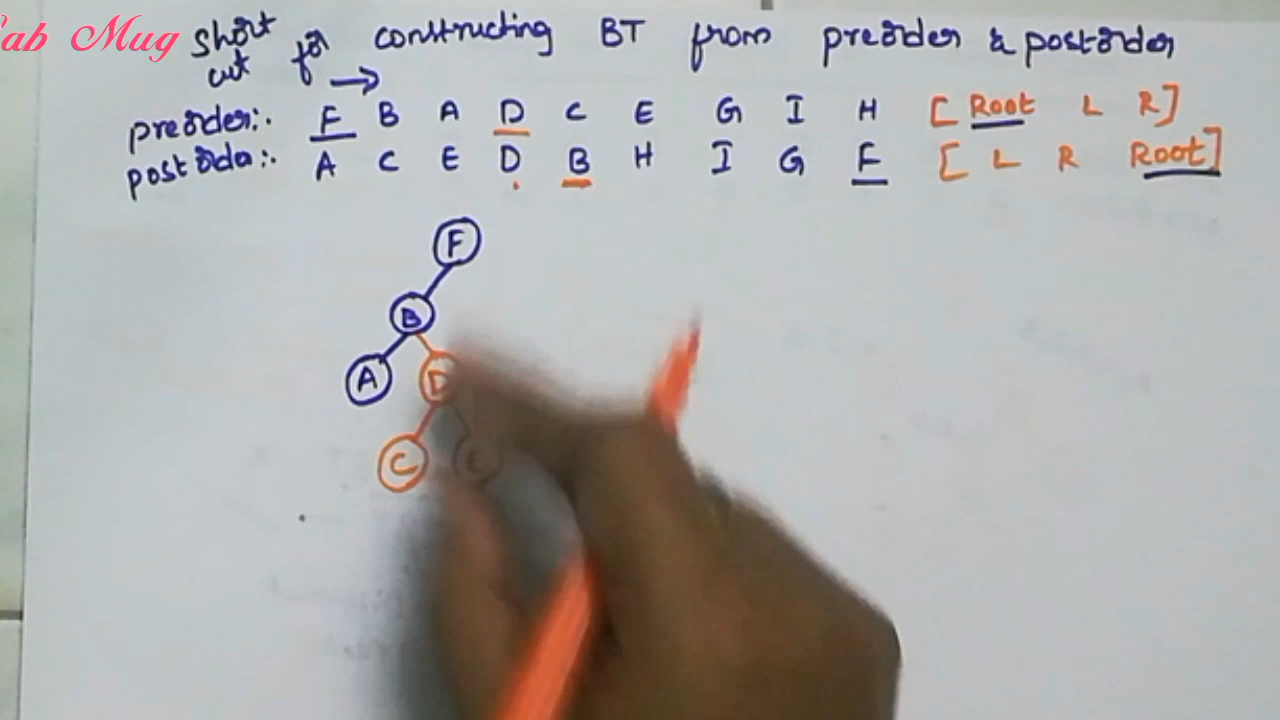 ab Mug
short cut for constructing BT from preorder & postorder
preorder:. F B A D C E G I H [Root L R]
postorder:. A C E D B H I G F [L R Root]
F
B
A D
C